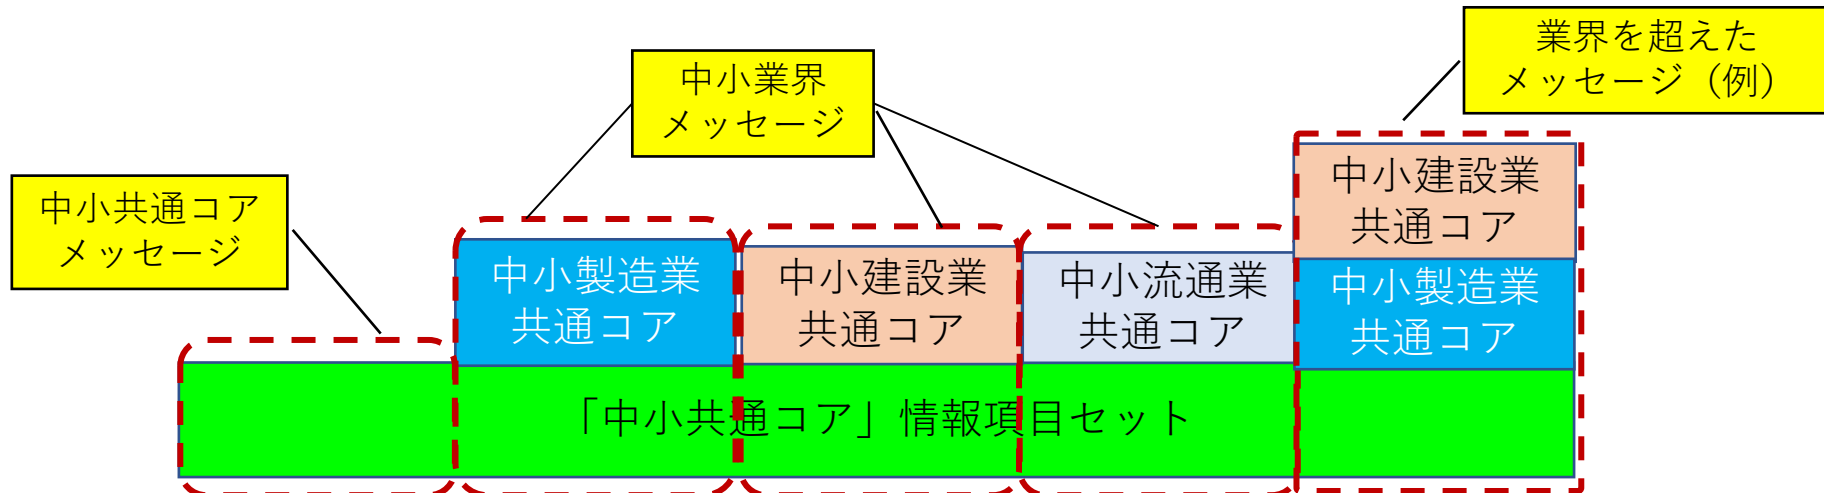 業界を超えた
メッセージ（例）
中小業界
メッセージ
中小共通コア
メッセージ
中小建設業
共通コア
中小製造業
共通コア
中小建設業
共通コア
中小流通業
共通コア
中小製造業
共通コア
「中小共通コア」情報項目セット